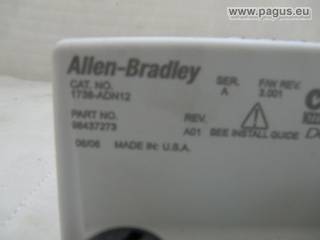 www.pagus.eu
Allen-Bradley
CAT. NO.
1738-ADN12
SER.
A
F/W REV.
3.001
PART NO.
98437273
REV.
A01
SEE INSTALL GUIDE
06/06 MADE IN: U.S.A.